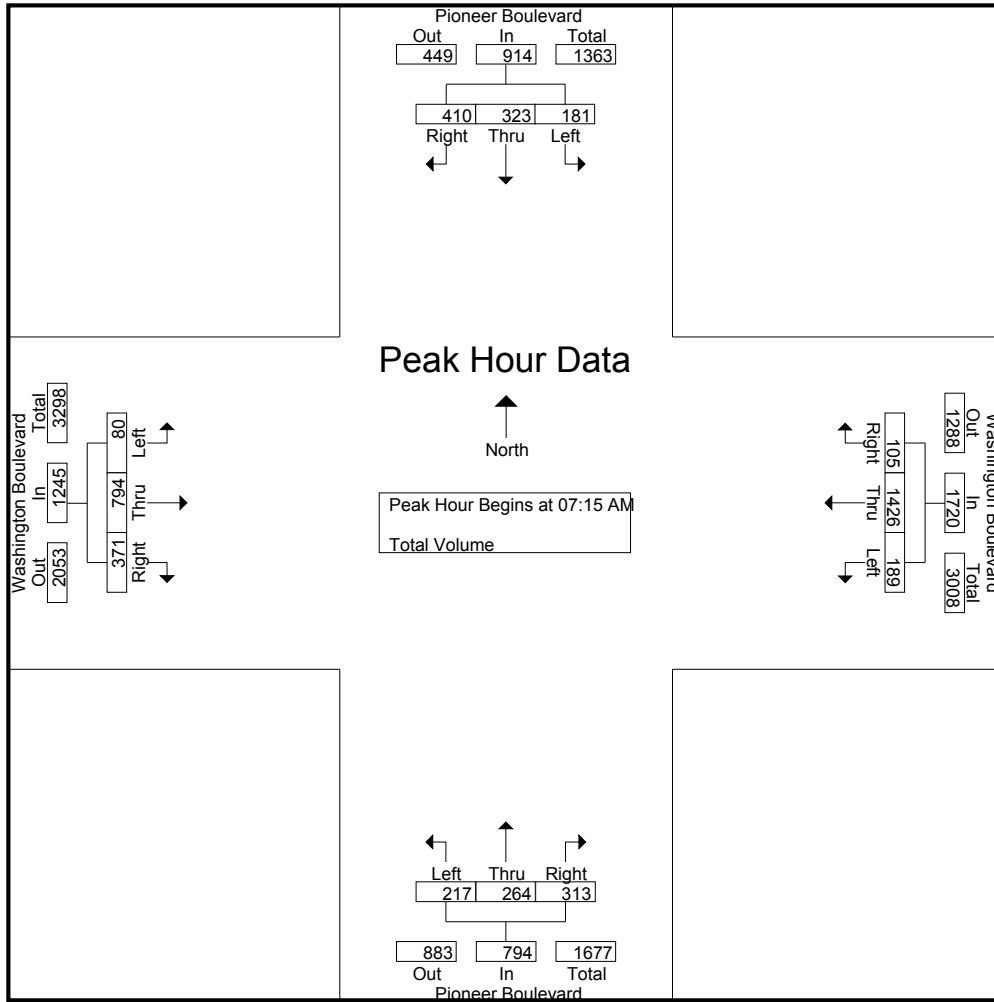 Pioneer Boulevard
Out In Total
449 914 1363
410 323 181
Right Thru Left
Peak Hour Data
North
Peak Hour Begins at 07:15 AM
Total Volume
Washington Boulevard
Out In Total
2053 1245 3298
371 794 80
Right Thru Left
Washington Boulevard
Out In Total
1288 1720 3008
105 1426 189
Right Thru Left
Left Thru Right
217 264 313
883 794 1677
Out In Total
Pioneer Boulevard